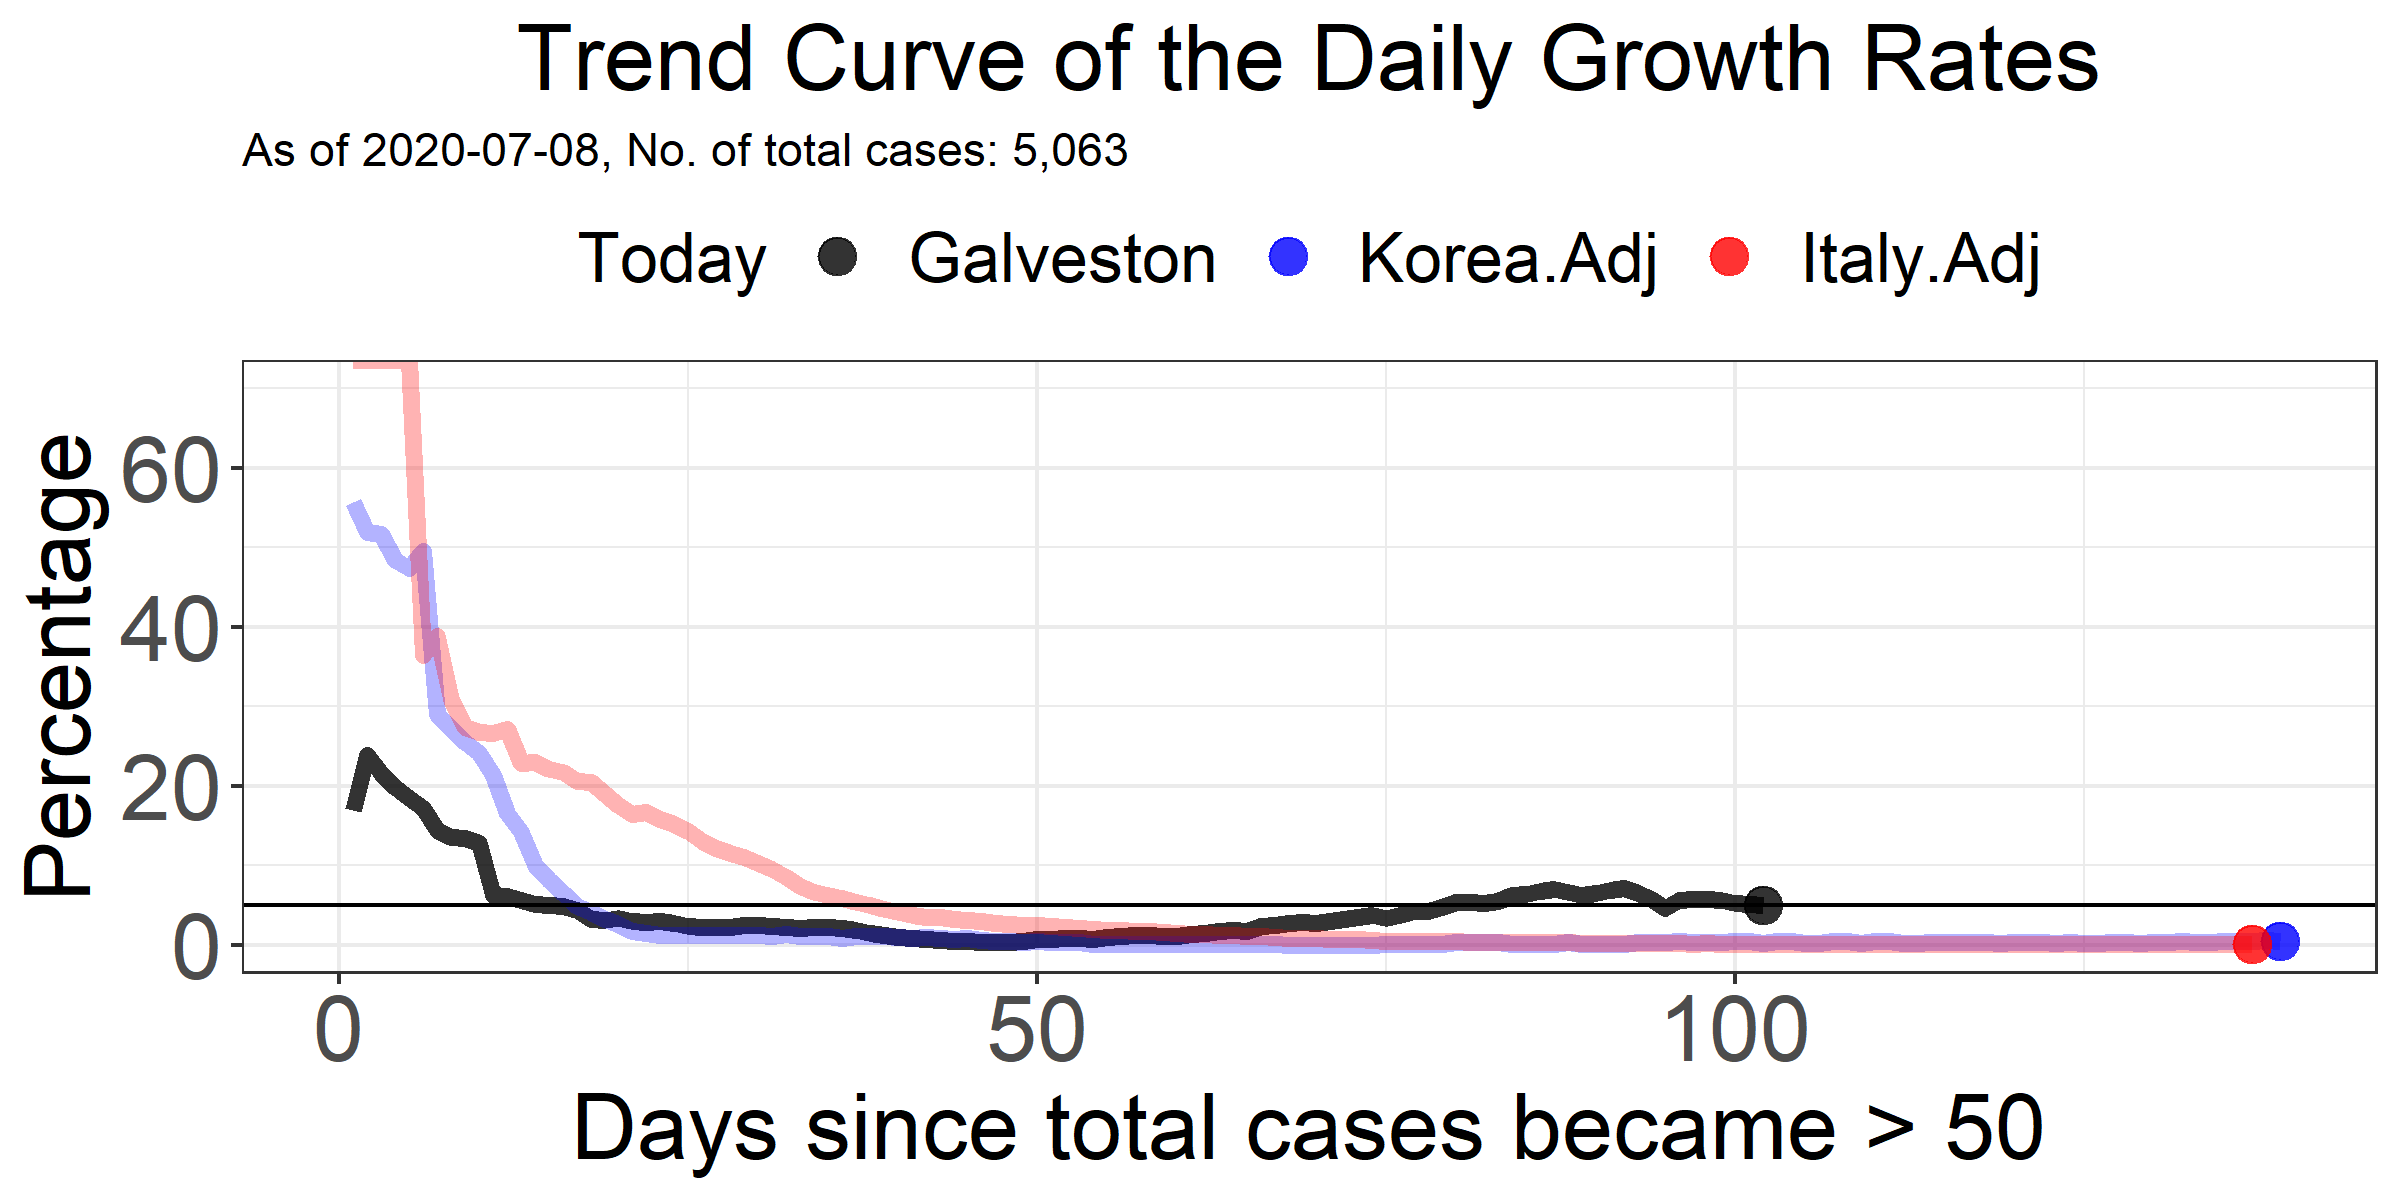 Trend Curve of the Daily Growth Rates
As of 2020-07-08, No. of total cases: 5,063
Today Galveston Korea.Adj Italy.Adj
Percentage
60
40
20
0
0 50 100
Days since total cases became > 50